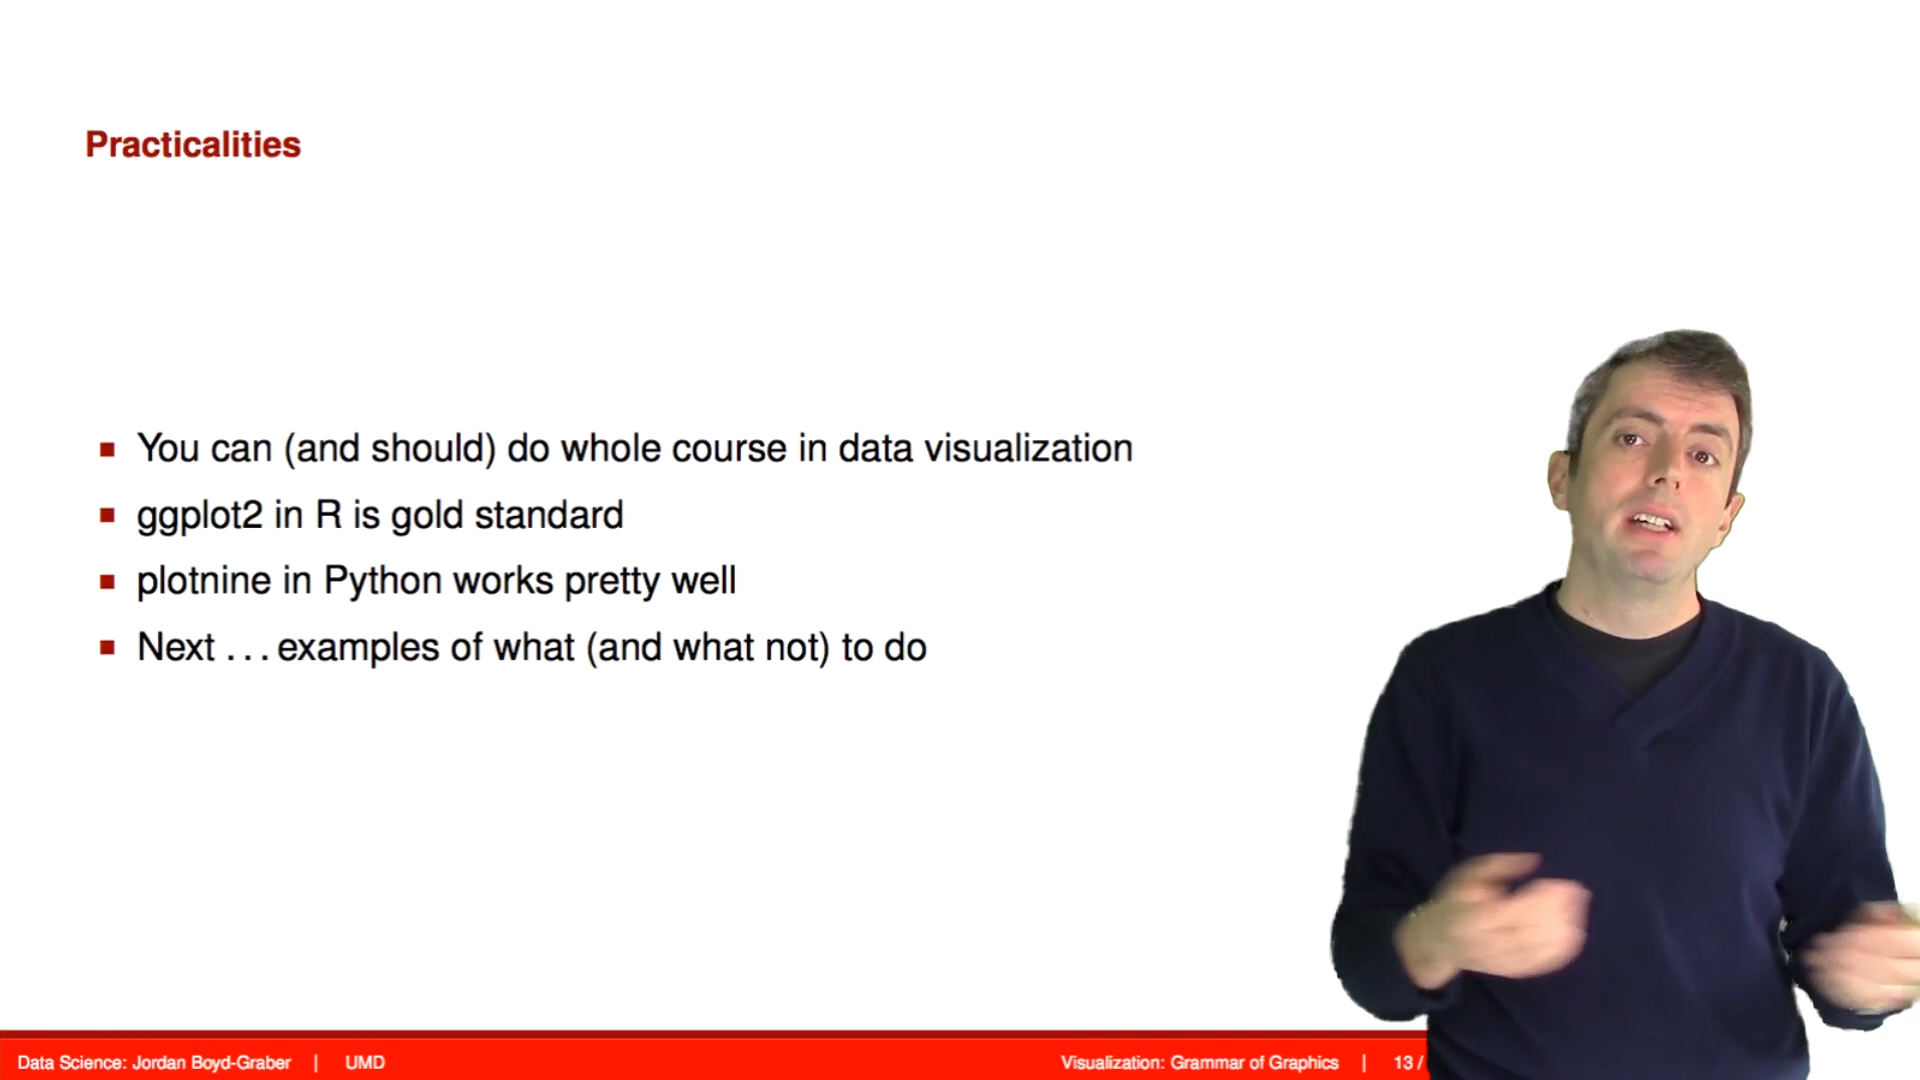 Practicalities
You can (and should) do whole course in data visualization
ggplot2 in R is gold standard
plotnine in Python works pretty well
Next . . . examples of what (and what not) to do
Data Science: Jordan Boyd-Graber | UMD
Visualization: Grammar of Graphics | 13 /